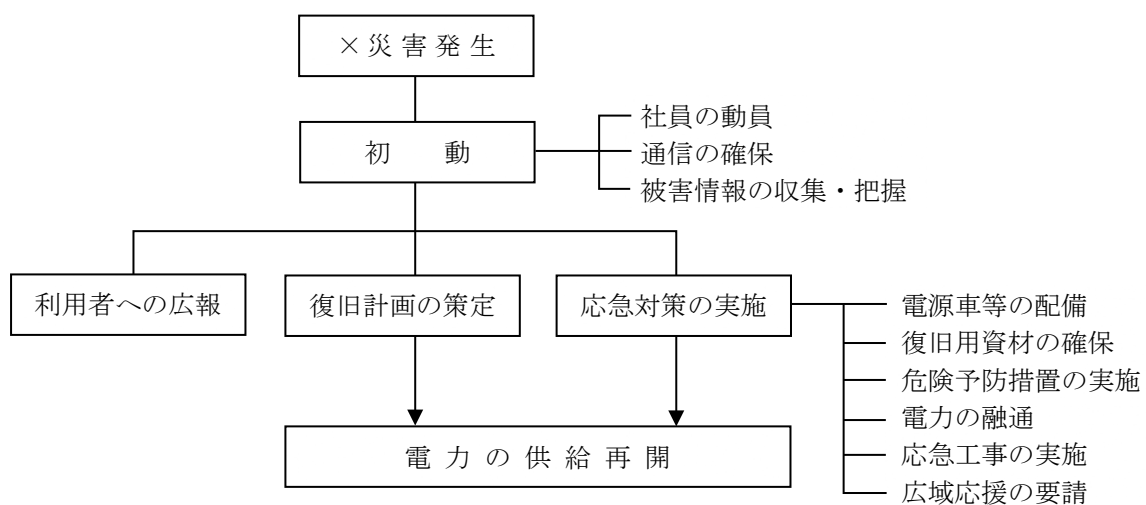 ×災害発生
初動
社員の動員
通信の確保
被害情報の収集・把握
利用者への広報
復旧計画の策定
応急対策の実施
電源車等の配備
復旧用資材の確保
危険予防措置の実施
電力の融通
応急工事の実施
広域応援の要請
電力の供給再開